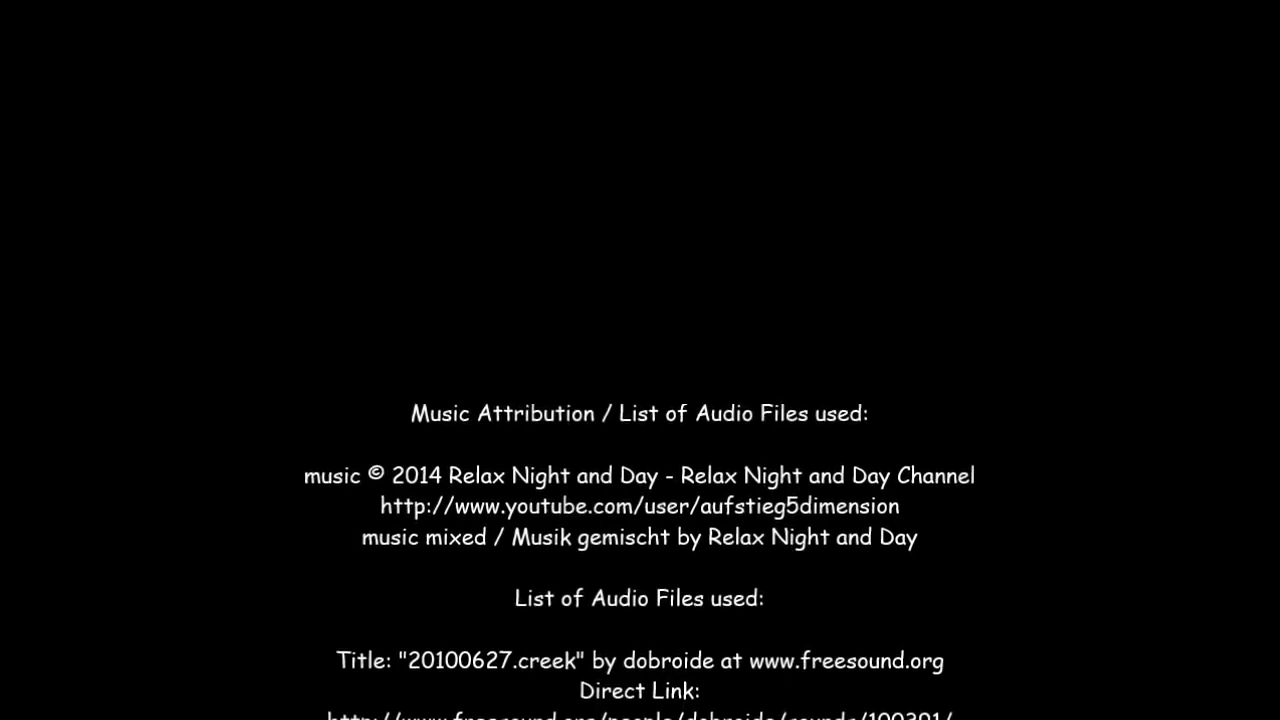 Music Attribution / List of Audio Files used:
music © 2014 Relax Night and Day - Relax Night and Day Channel
http://www.youtube.com/user/aufstieg5dimension
music mixed / Musik gemischt by Relax Night and Day
List of Audio Files used:
Title: "20100627.creek" by dobroide at www.freesound.org
Direct Link: